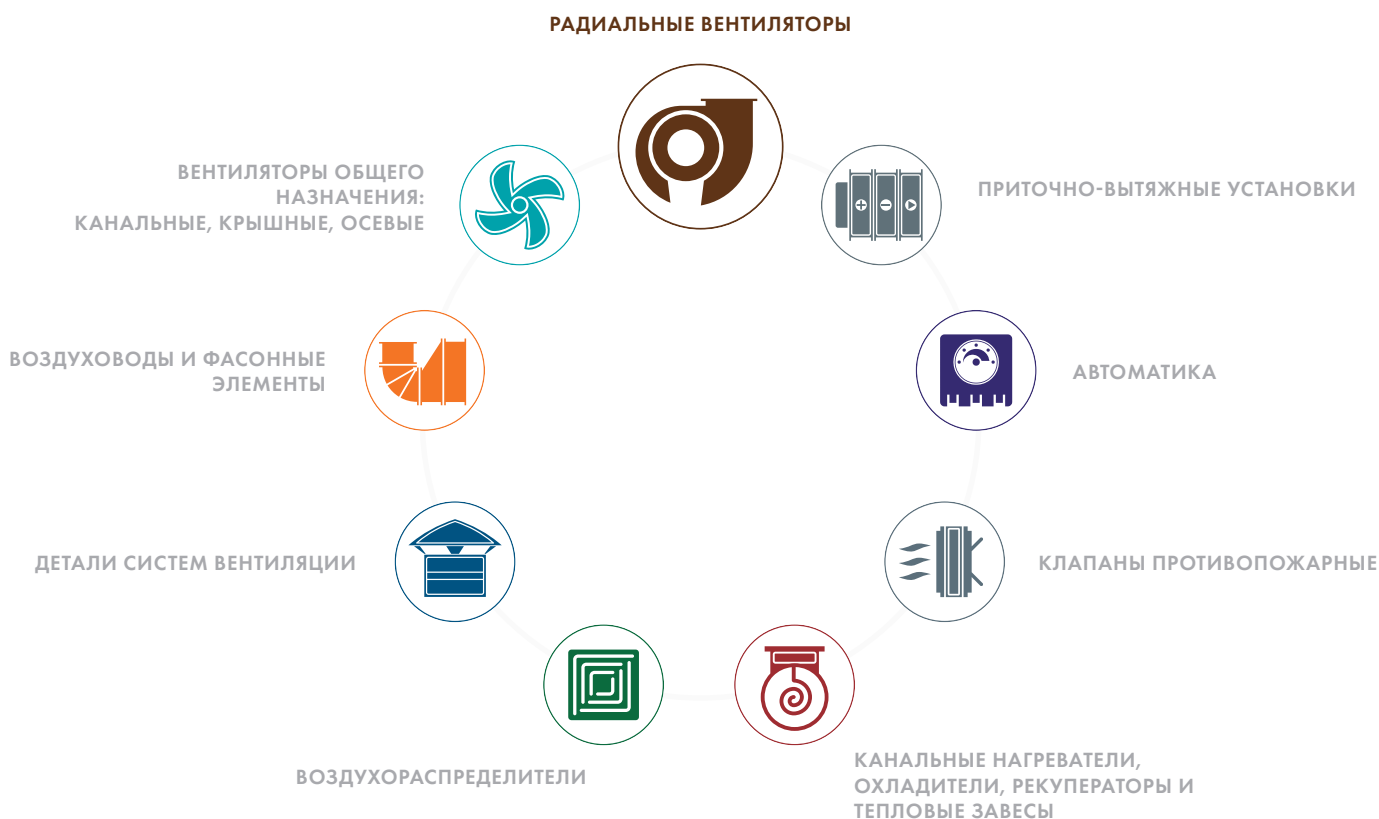 РАДИАЛЬНЫЕ ВЕНТИЛЯТОРЫ
ВЕНТИЛЯТОРЫ ОБЩЕГО
НАЗНАЧЕНИЯ:
КАНАЛЬНЫЕ, КРЫШНЫЕ, ОСЕВЫЕ
ПРИТОЧНО-ВЫТЯЖНЫЕ УСТАНОВКИ
ВОЗДУХОВОДЫ И ФАСОННЫЕ
ЭЛЕМЕНТЫ
АВТОМАТИКА
ДЕТАЛИ СИСТЕМ ВЕНТИЛЯЦИИ
КЛАПАНЫ ПРОТИВОПОЖАРНЫЕ
ВОЗДУХОРАСПРЕДЕЛИТЕЛИ
КАНАЛЬНЫЕ НАГРЕВАТЕЛИ,
ОХЛАДИТЕЛИ, РЕКУПЕРАТОРЫ И
ТЕПЛОВЫЕ ЗАВЕСЫ